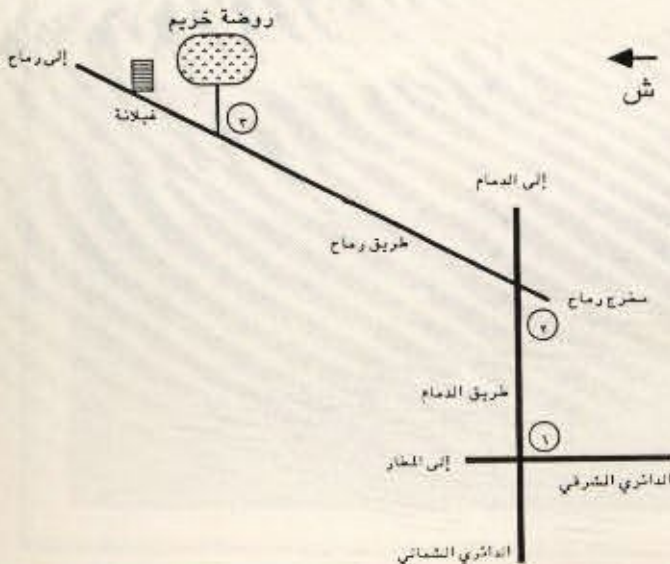 روضة خريم
إلى رماح
ش
غيلانة
٣
إلى الدمام
طريق رماح
مخرج رماح
٢
طريق الدمام
١
إلى المطار
الدائري الشرقي
الدائري الشمالي